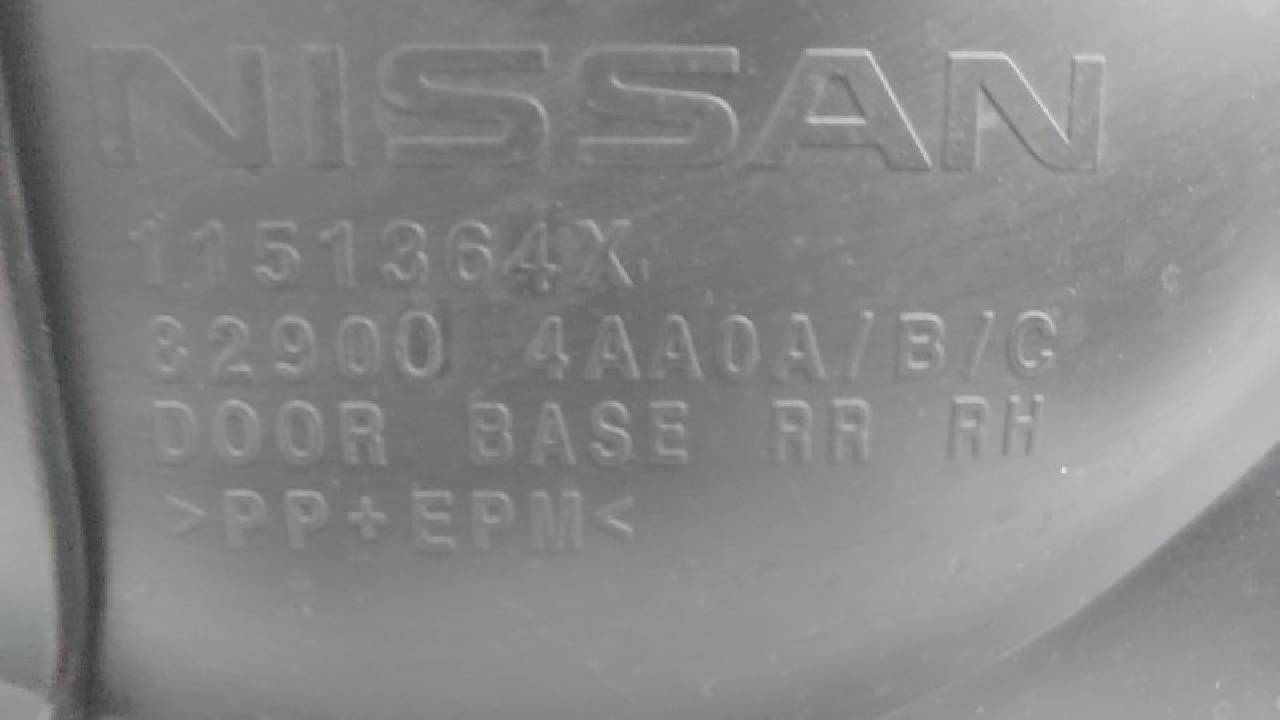 NISSAN
1151364X
82900 4AA0A/B/C
DOOR BASE RR RH
>PP+EPM<